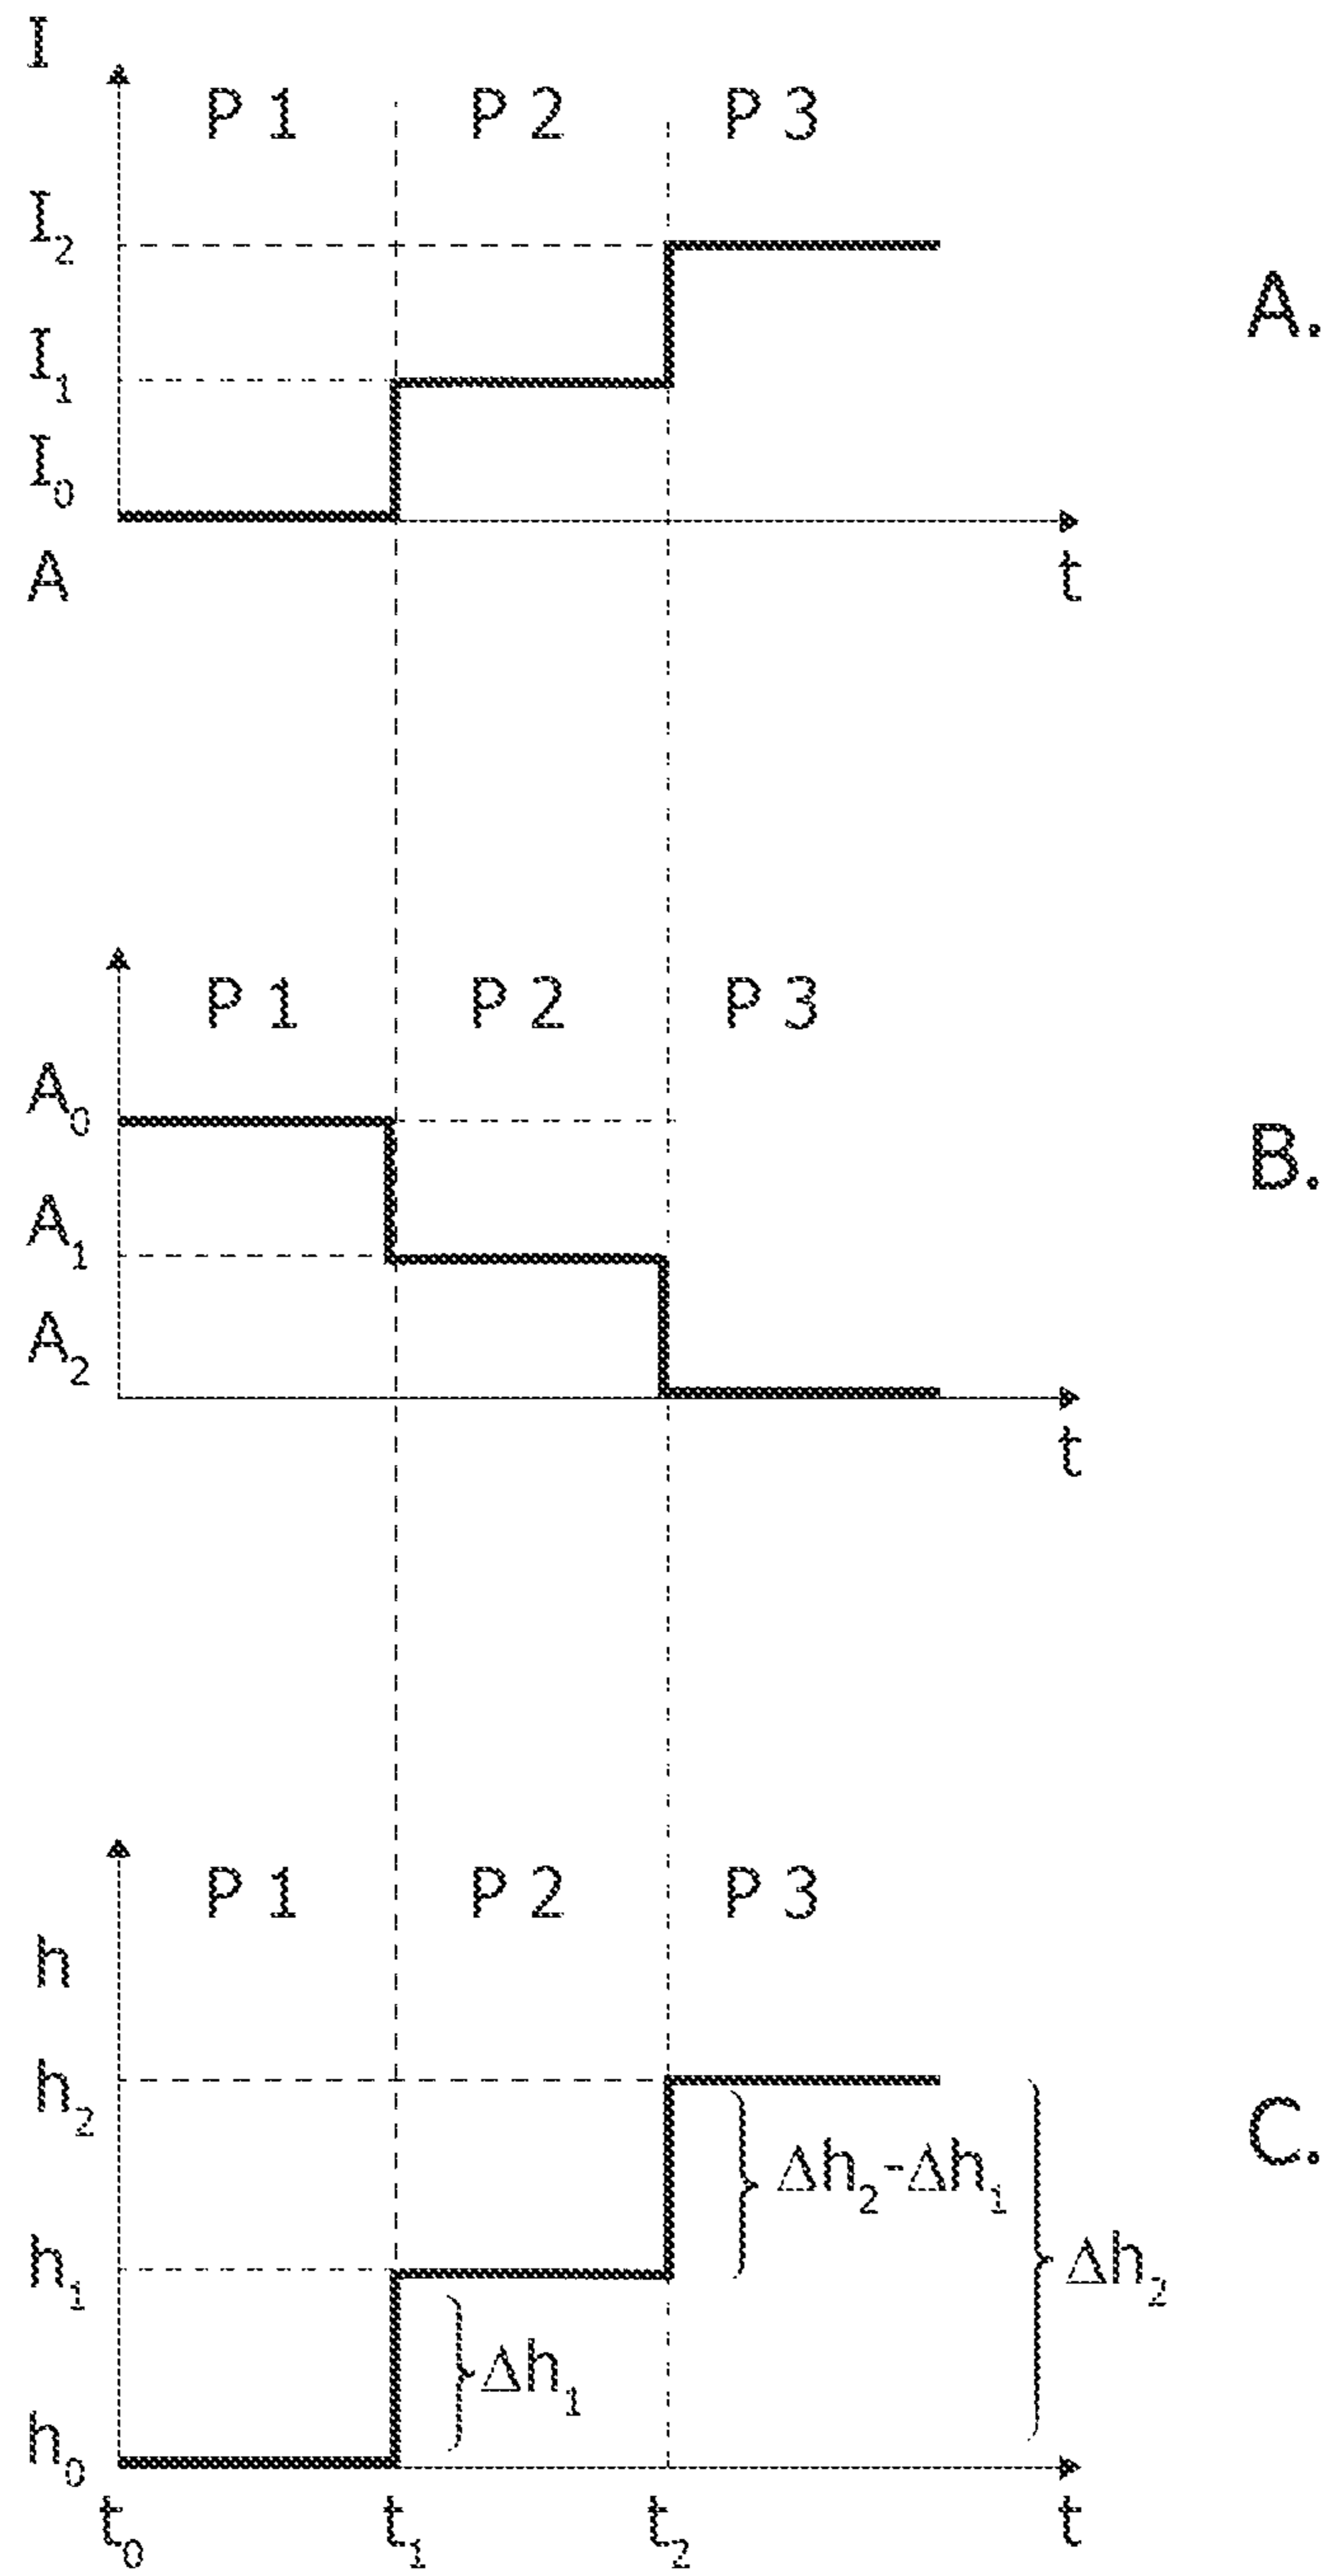 I
P 1 P 2 P 3
I₂
A.
I₁
I₀
A t
P 1 P 2 P 3
A₀
B.
A₁
A₂
t
P 1 P 2 P 3
h
h₂
C.
Δh₂-Δh₁
h₁ Δh₂
Δh₁
h₀
t₀ t₁ t₂ t